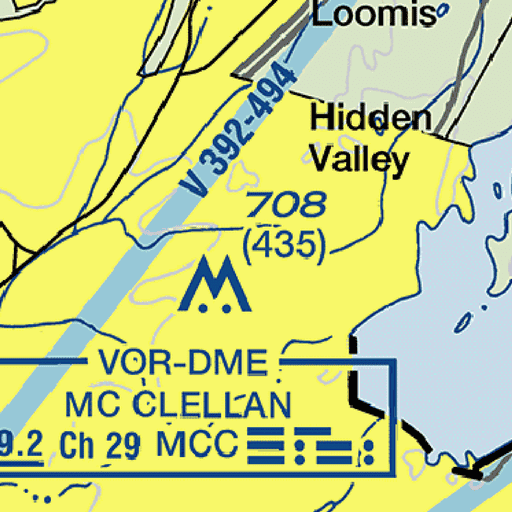 Loomis
V 392-494
Hidden
Valley
708
(435)
VOR-DME
MC CLELLAN
9.2 Ch 29 MCC